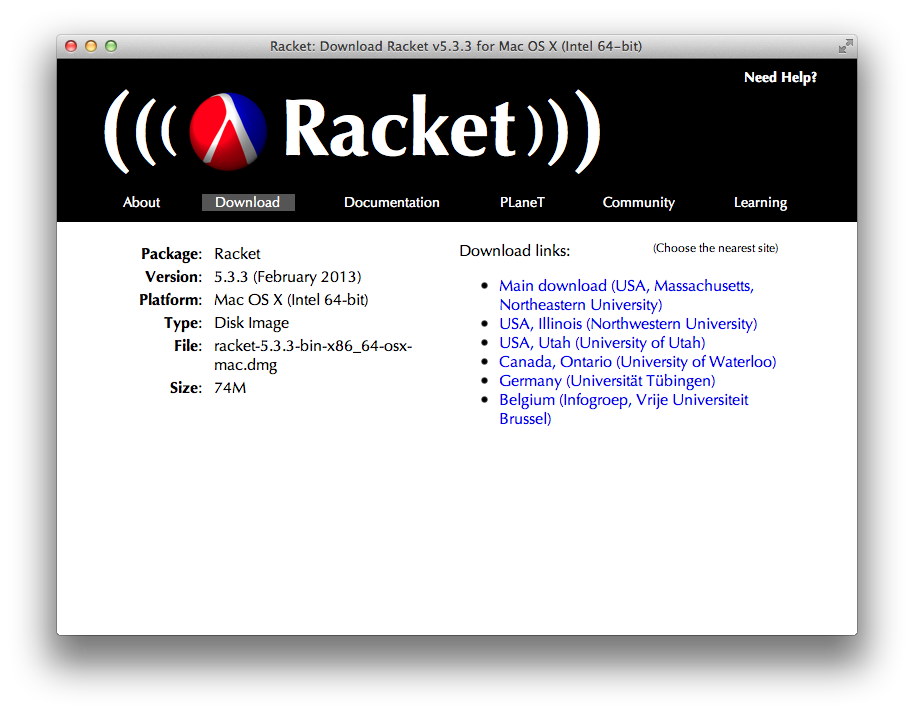 Racket: Download Racket v5.3.3 for Mac OS X (Intel 64-bit)
Need Help?
(((Racket)))
About Download Documentation PLaneT Community Learning
Package: Racket
Version: 5.3.3 (February 2013)
Platform: Mac OS X (Intel 64-bit)
Type: Disk Image
File: racket-5.3.3-bin-x86_64-osx-
mac.dmg
Size: 74M
Download links: (Choose the nearest site)
Main download (USA, Massachusetts,
Northeastern University)
USA, Illinois (Northwestern University)
USA, Utah (University of Utah)
Canada, Ontario (University of Waterloo)
Germany (Universität Tübingen)
Belgium (Infogroep, Vrije Universiteit
Brussel)